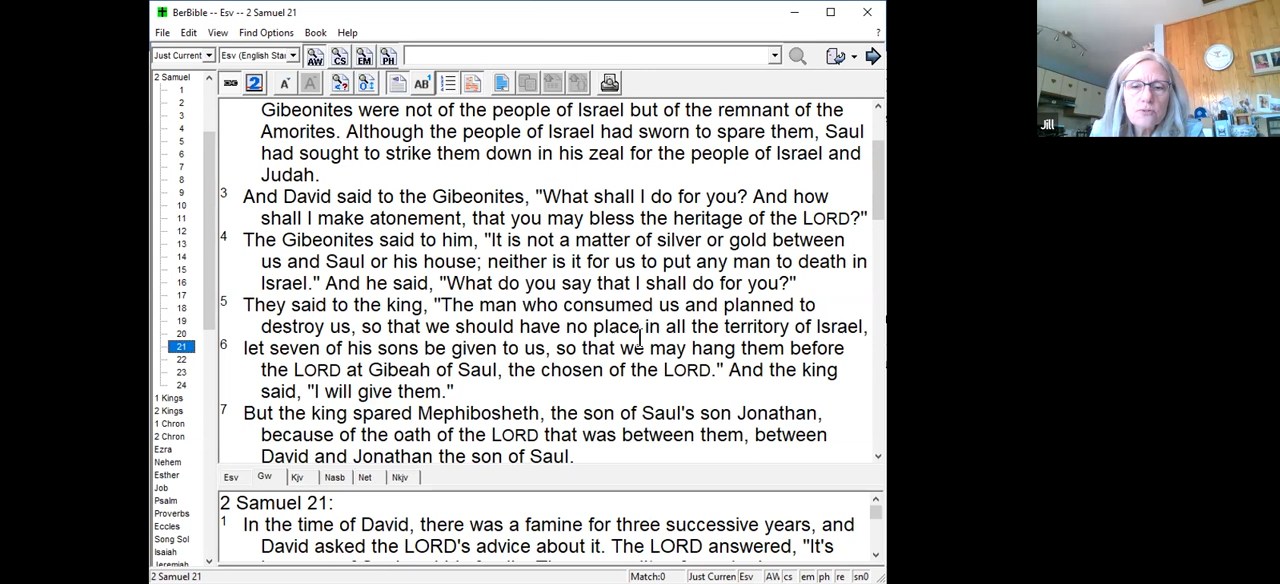 BerBible -- Esv -- 2 Samuel 21
File Edit View Find Options Book Help ?
Just Current Esv (English Star AW CS EM PH
2 Samuel
1
2
3
4
5
6
7
8
9
10
11
12
13
14
15
16
17
18
19
20
21
22
23
24
1 Kings
2 Kings
1 Chron
2 Chron
Ezra
Nehem
Esther
Job
Psalm
Proverbs
Eccles
Song Sol
Isaiah
Jeremiah
Gibeonites were not of the people of Israel but of the remnant of the
Amorites. Although the people of Israel had sworn to spare them, Saul
had sought to strike them down in his zeal for the people of Israel and
Judah.
3 And David said to the Gibeonites, "What shall I do for you? And how
shall I make atonement, that you may bless the heritage of the LORD?"
4 The Gibeonites said to him, "It is not a matter of silver or gold between
us and Saul or his house; neither is it for us to put any man to death in
Israel." And he said, "What do you say that I shall do for you?"
5 They said to the king, "The man who consumed us and planned to
destroy us, so that we should have no place in all the territory of Israel,
6 let seven of his sons be given to us, so that we may hang them before
the LORD at Gibeah of Saul, the chosen of the LORD." And the king
said, "I will give them."
7 But the king spared Mephibosheth, the son of Saul's son Jonathan,
because of the oath of the LORD that was between them, between
David and Jonathan the son of Saul.
Esv Gw Kjv Nasb Net Nkjv
2 Samuel 21:
1 In the time of David, there was a famine for three successive years, and
David asked the LORD's advice about it. The LORD answered, "It's
2 Samuel 21 Match:0 Just Curren Esv AW cs em ph re sn0
Jill